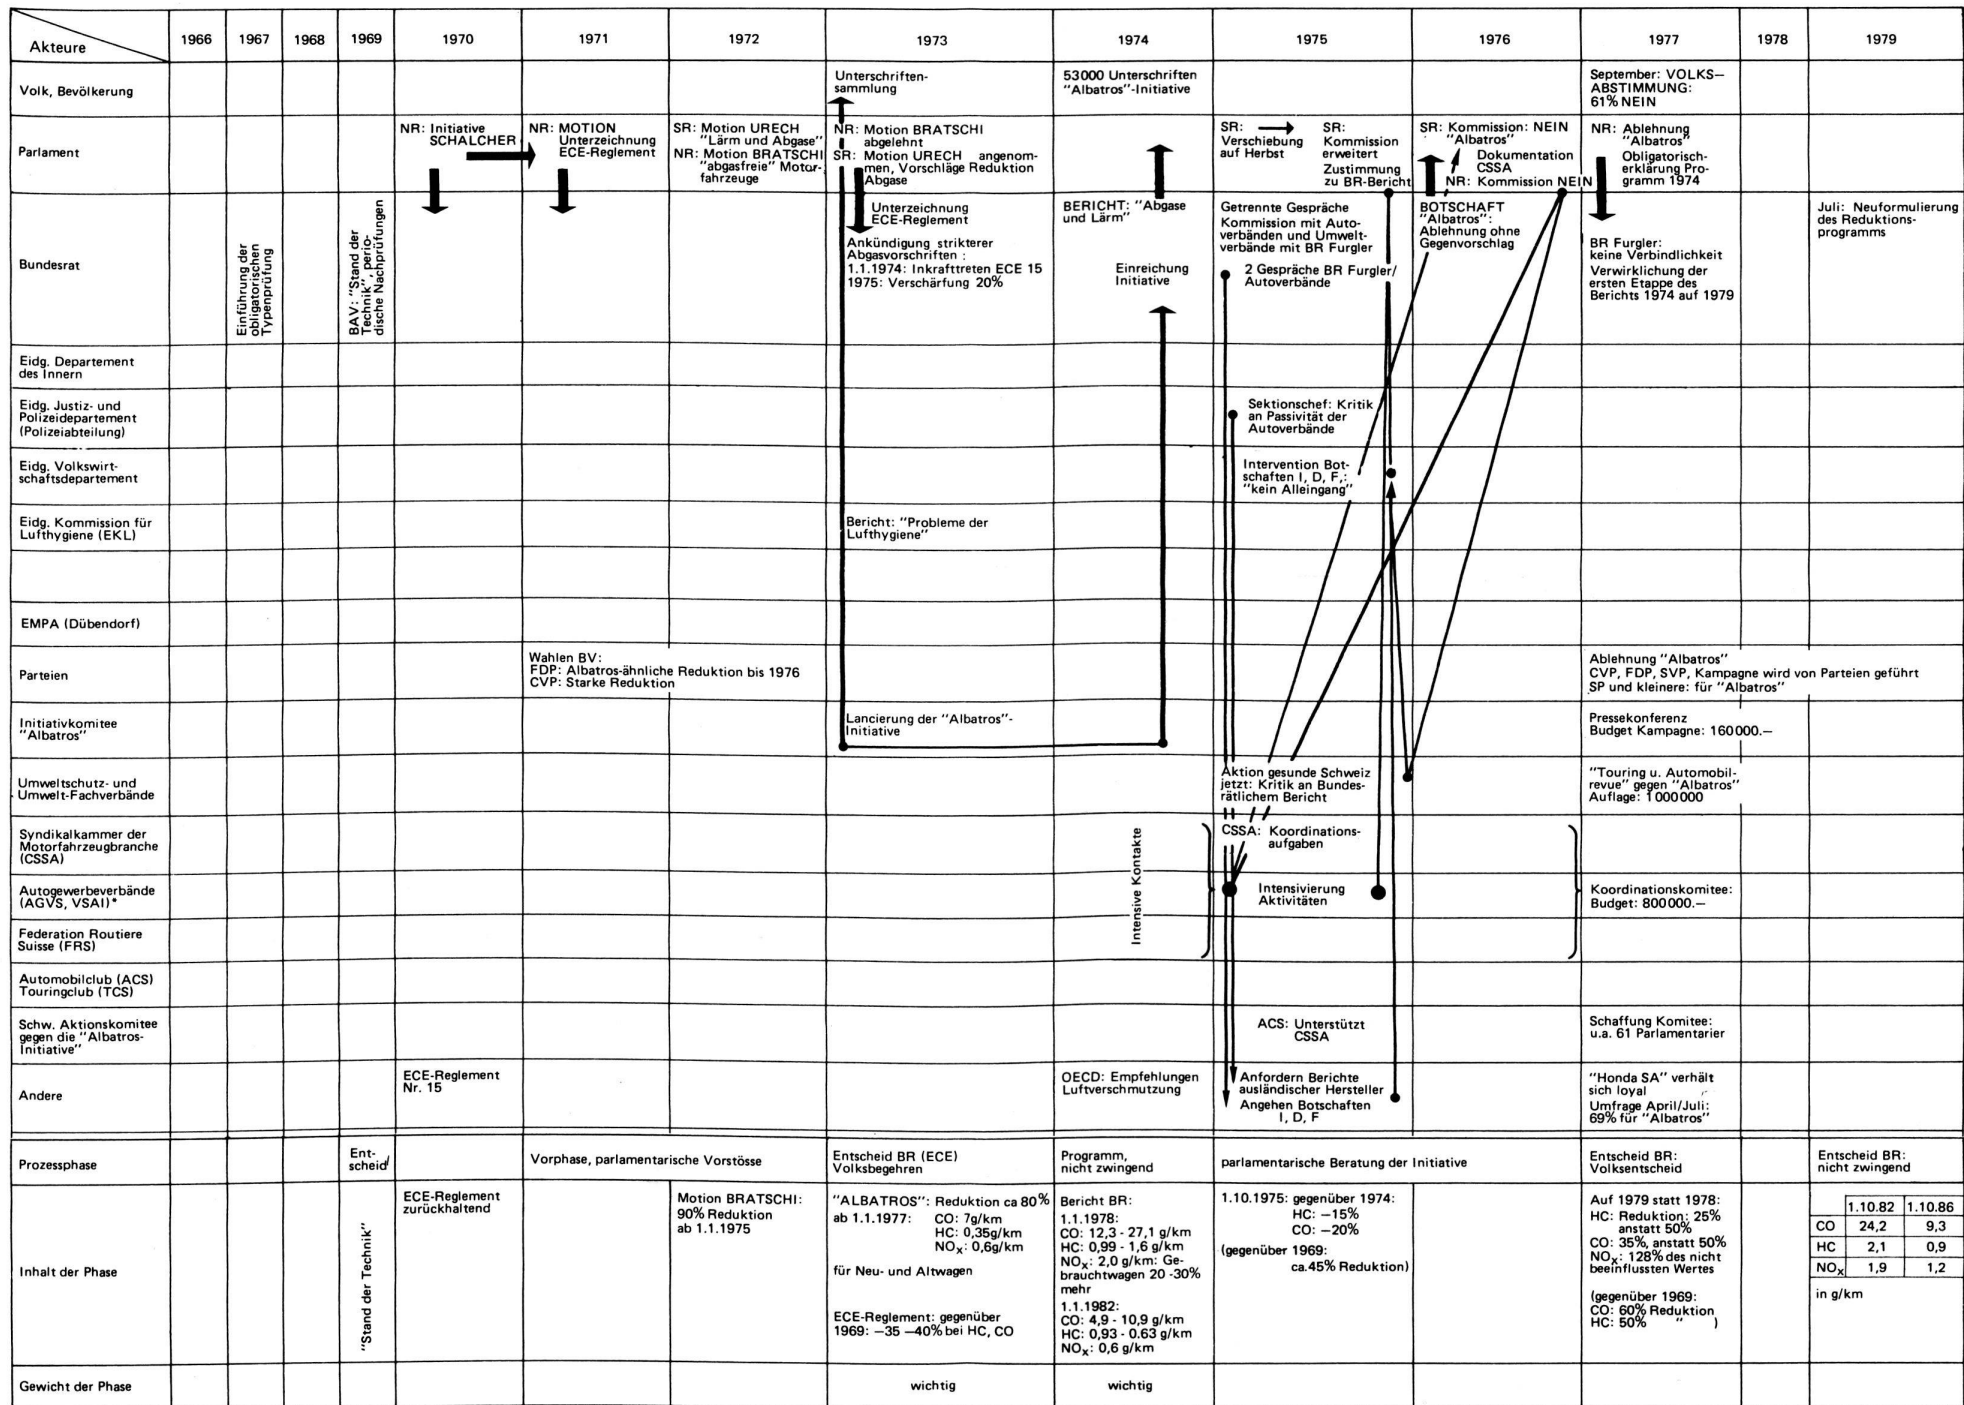 Akteure
1966
1967
1968
1969
1970
1971
1972
1973
1974
1975
1976
1977
1978
1979
Volk, Bevölkerung
Unterschriften-
sammlung
53000 Unterschriften
"Albatros"-Initiative
September: VOLKS–
ABSTIMMUNG:
61% NEIN
Parlament
NR: Initiative
SCHALCHER
NR: MOTION
Unterzeichnung
ECE-Reglement
SR: Motion URECH
"Lärm und Abgase"
NR: Motion BRATSCHI
"abgasfreie" Motor-
fahrzeuge
NR: Motion BRATSCHI
abgelehnt
SR: Motion URECH angenom-
men, Vorschläge Reduktion
Abgase
SR:
Verschiebung
auf Herbst
SR:
Kommission
erweitert
Zustimmung
zu BR-Bericht
SR: Kommission: NEIN
"Albatros"
Dokumentation
CSSA
NR: Kommission NEIN
NR: Ablehnung
"Albatros"
Obligatorisch-
erklärung Pro-
gramm 1974
Bundesrat
Einführung der
obligatorischen
Typenprüfung
BAV: "Stand der
Technik", perio-
dische Nachprüfungen
Unterzeichnung
ECE-Reglement
Ankündigung strikterer
Abgasvorschriften :
1.1.1974: Inkrafttreten ECE 15
1975: Verschärfung 20%
BERICHT: "Abgase
und Lärm"
Einreichung
Initiative
Getrennte Gespräche
Kommission mit Auto-
verbänden und Umwelt-
verbände mit BR Furgler
2 Gespräche BR Furgler/
Autoverbände
BOTSCHAFT
"Albatros":
Ablehnung ohne
Gegenvorschlag
BR Furgler:
keine Verbindlichkeit
Verwirklichung der
ersten Etappe des
Berichts 1974 auf 1979
Juli: Neuformulierung
des Reduktions-
programms
Eidg. Departement
des Innern
Eidg. Justiz- und
Polizeidepartement
(Polizeiabteilung)
Sektionschef: Kritik
an Passivität der
Autoverbände
Eidg. Volkswirt-
schaftsdepartement
Intervention Bot-
schaften I, D, F,:
"kein Alleingang"
Eidg. Kommission für
Lufthygiene (EKL)
Bericht: "Probleme der
Lufthygiene"
EMPA (Dübendorf)
Parteien
Wahlen BV:
FDP: Albatros-ähnliche Reduktion bis 1976
CVP: Starke Reduktion
Ablehnung "Albatros"
CVP, FDP, SVP, Kampagne wird von Parteien geführt
SP und kleinere: für "Albatros"
Initiativkomitee
"Albatros"
Lancierung der "Albatros"-
Initiative
Pressekonferenz
Budget Kampagne: 160000.–
Umweltschutz- und
Umwelt-Fachverbände
Aktion gesunde Schweiz
jetzt: Kritik an Bundes-
rätlichem Bericht
"Touring u. Automobil-
revue" gegen "Albatros"
Auflage: 1000000
Syndikalkammer der
Motorfahrzeugbranche
(CSSA)
Intensive Kontakte
CSSA: Koordinations-
aufgaben
Autogewerbeverbände
(AGVS, VSAI)*
Intensivierung
Aktivitäten
Koordinationskomitee:
Budget: 800000.–
Federation Routiere
Suisse (FRS)
Automobilclub (ACS)
Touringclub (TCS)
Schw. Aktionskomitee
gegen die "Albatros-
Initiative"
ACS: Unterstützt
CSSA
Schaffung Komitee:
u.a. 61 Parlamentarier
Andere
ECE-Reglement
Nr. 15
OECD: Empfehlungen
Luftverschmutzung
Anfordern Berichte
ausländischer Hersteller
Angehen Botschaften
I, D, F
"Honda SA" verhält
sich loyal
Umfrage April/Juli:
69% für "Albatros"
Prozessphase
Ent-
scheid
Vorphase, parlamentarische Vorstösse
Entscheid BR (ECE)
Volksbegehren
Programm,
nicht zwingend
parlamentarische Beratung der Initiative
Entscheid BR:
Volksentscheid
Entscheid BR:
nicht zwingend
Inhalt der Phase
"Stand der Technik"
ECE-Reglement
zurückhaltend
Motion BRATSCHI:
90% Reduktion
ab 1.1.1975
"ALBATROS": Reduktion ca 80%
ab 1.1.1977: CO: 7g/km
HC: 0,35g/km
NOx: 0,6g/km
für Neu- und Altwagen
ECE-Reglement: gegenüber
1969: –35 –40% bei HC, CO
Bericht BR:
1.1.1978:
CO: 12,3 - 27,1 g/km
HC: 0,99 - 1,6 g/km
NOx: 2,0 g/km: Ge-
brauchtwagen 20 -30%
mehr
1.1.1982:
CO: 4,9 - 10,9 g/km
HC: 0,93 - 0.63 g/km
NOx: 0,6 g/km
1.10.1975: gegenüber 1974:
HC: –15%
CO: –20%
(gegenüber 1969:
ca.45% Reduktion)
Auf 1979 statt 1978:
HC: Reduktion: 25%
anstatt 50%
CO: 35%, anstatt 50%
NOx: 128% des nicht
beeinflussten Wertes
(gegenüber 1969:
CO: 60% Reduktion
HC: 50% " )
1.10.82 1.10.86
CO 24,2 9,3
HC 2,1 0,9
NOx 1,9 1,2
in g/km
Gewicht der Phase
wichtig
wichtig